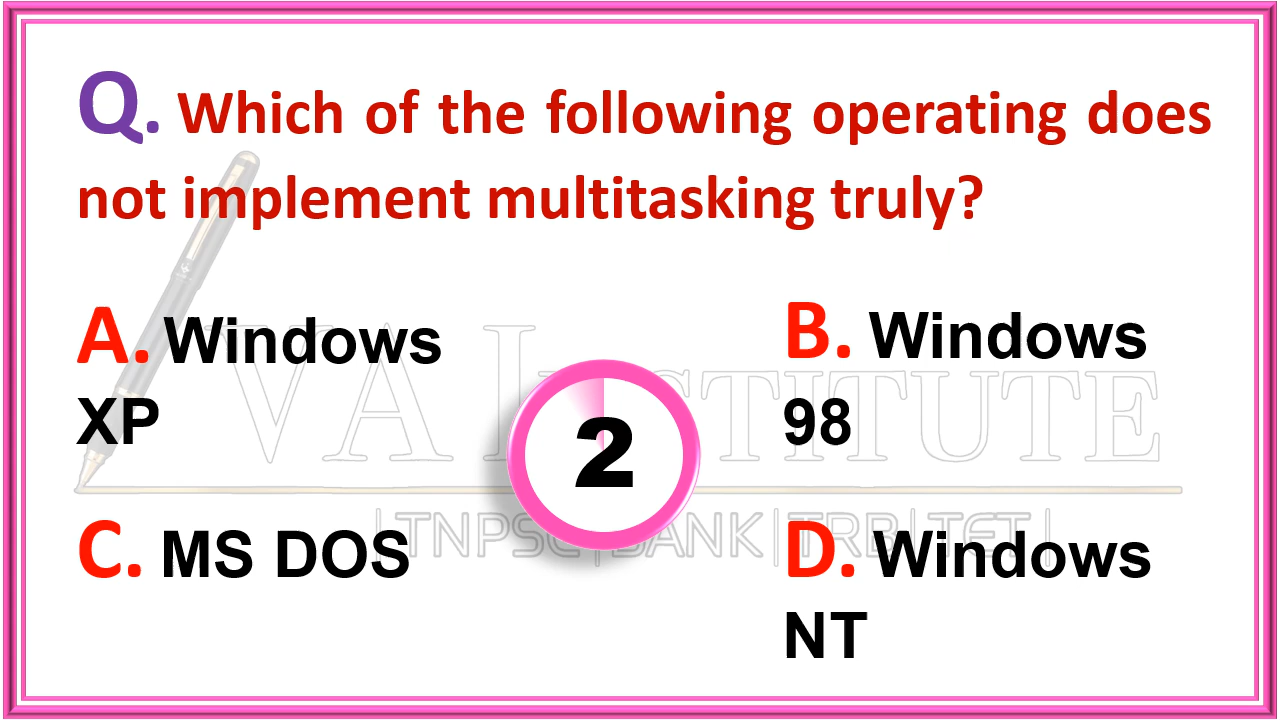 Q. Which of the following operating does
not implement multitasking truly?
A. Windows
XP
B. Windows
98
2
C. MS DOS
D. Windows
NT
VA INSTITUTE
|TNPSC|BANK|TRB|TET|